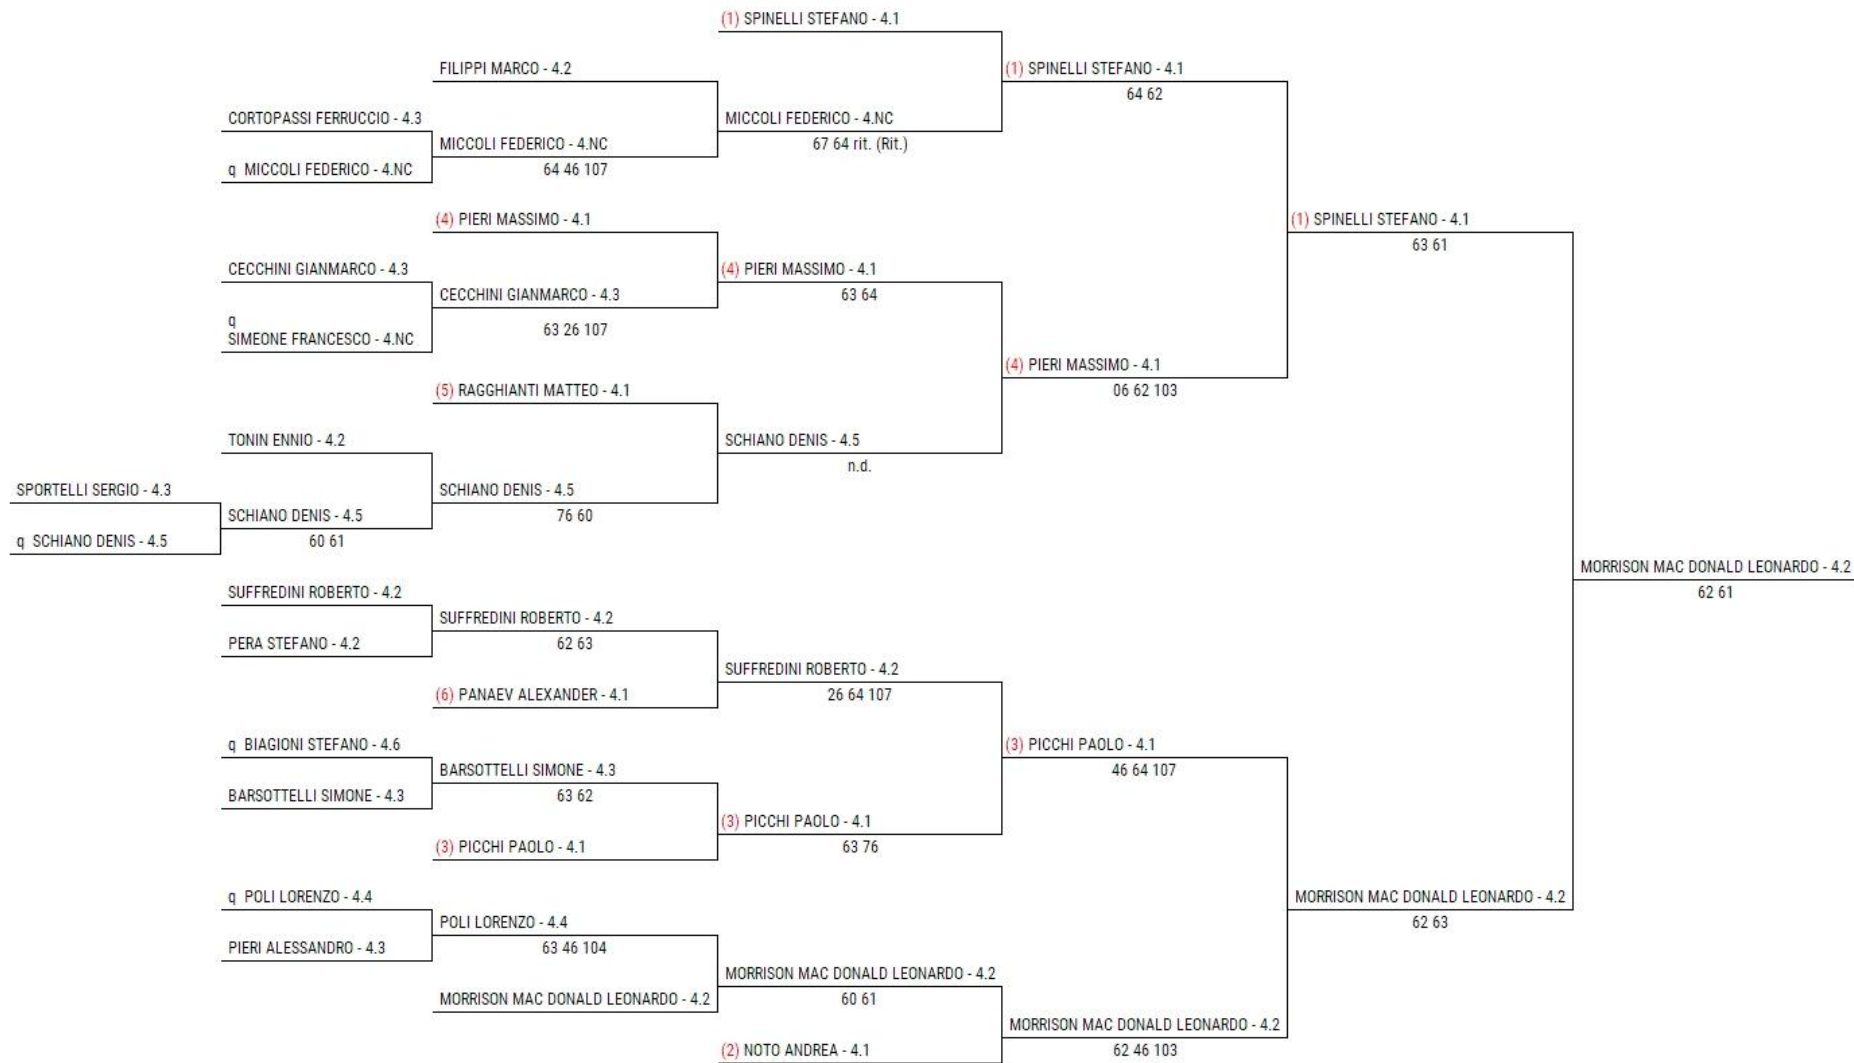 (1) SPINELLI STEFANO - 4.1
FILIPPI MARCO - 4.2
(1) SPINELLI STEFANO - 4.1
64 62
CORTOPASSI FERRUCCIO - 4.3
MICCOLI FEDERICO - 4.NC
67 64 rit. (Rit.)
MICCOLI FEDERICO - 4.NC
64 46 107
q MICCOLI FEDERICO - 4.NC
(4) PIERI MASSIMO - 4.1
(1) SPINELLI STEFANO - 4.1
63 61
CECCHINI GIANMARCO - 4.3
(4) PIERI MASSIMO - 4.1
63 64
CECCHINI GIANMARCO - 4.3
63 26 107
q
SIMEONE FRANCESCO - 4.NC
(4) PIERI MASSIMO - 4.1
06 62 103
(5) RAGGHIANTI MATTEO - 4.1
TONIN ENNIO - 4.2
SCHIANO DENIS - 4.5
n.d.
SPORTELLI SERGIO - 4.3
SCHIANO DENIS - 4.5
76 60
SCHIANO DENIS - 4.5
60 61
q SCHIANO DENIS - 4.5
MORRISON MAC DONALD LEONARDO - 4.2
62 61
SUFFREDINI ROBERTO - 4.2
SUFFREDINI ROBERTO - 4.2
62 63
PERA STEFANO - 4.2
SUFFREDINI ROBERTO - 4.2
26 64 107
(6) PANAEV ALEXANDER - 4.1
q BIAGIONI STEFANO - 4.6
(3) PICCHI PAOLO - 4.1
46 64 107
BARSOTTELLI SIMONE - 4.3
63 62
BARSOTTELLI SIMONE - 4.3
(3) PICCHI PAOLO - 4.1
63 76
(3) PICCHI PAOLO - 4.1
q POLI LORENZO - 4.4
MORRISON MAC DONALD LEONARDO - 4.2
62 63
POLI LORENZO - 4.4
63 46 104
PIERI ALESSANDRO - 4.3
MORRISON MAC DONALD LEONARDO - 4.2
60 61
MORRISON MAC DONALD LEONARDO - 4.2
MORRISON MAC DONALD LEONARDO - 4.2
62 46 103
(2) NOTO ANDREA - 4.1